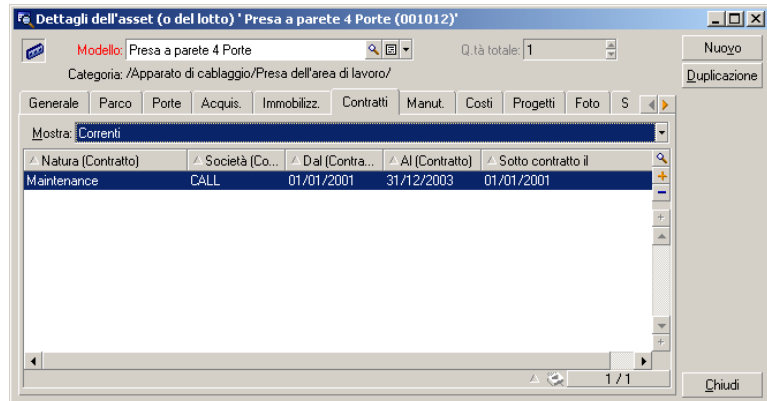 Dettagli dell'asset (o del lotto) ' Presa a parete 4 Porte (001012)'
Modello: Presa a parete 4 Porte Q.tà totale: 1 Nuovo
Categoria: /Apparato di cablaggio/Presa dell'area di lavoro/ Duplicazione
Generale Parco Porte Acquis. Immobilizz. Contratti Manut. Costi Progetti Foto S
Mostra: Correnti
Natura (Contratto) Società (Co... Dal (Contra... Al (Contratto) Sotto contratto il
Maintenance CALL 01/01/2001 31/12/2003 01/01/2001
1 / 1
Chiudi